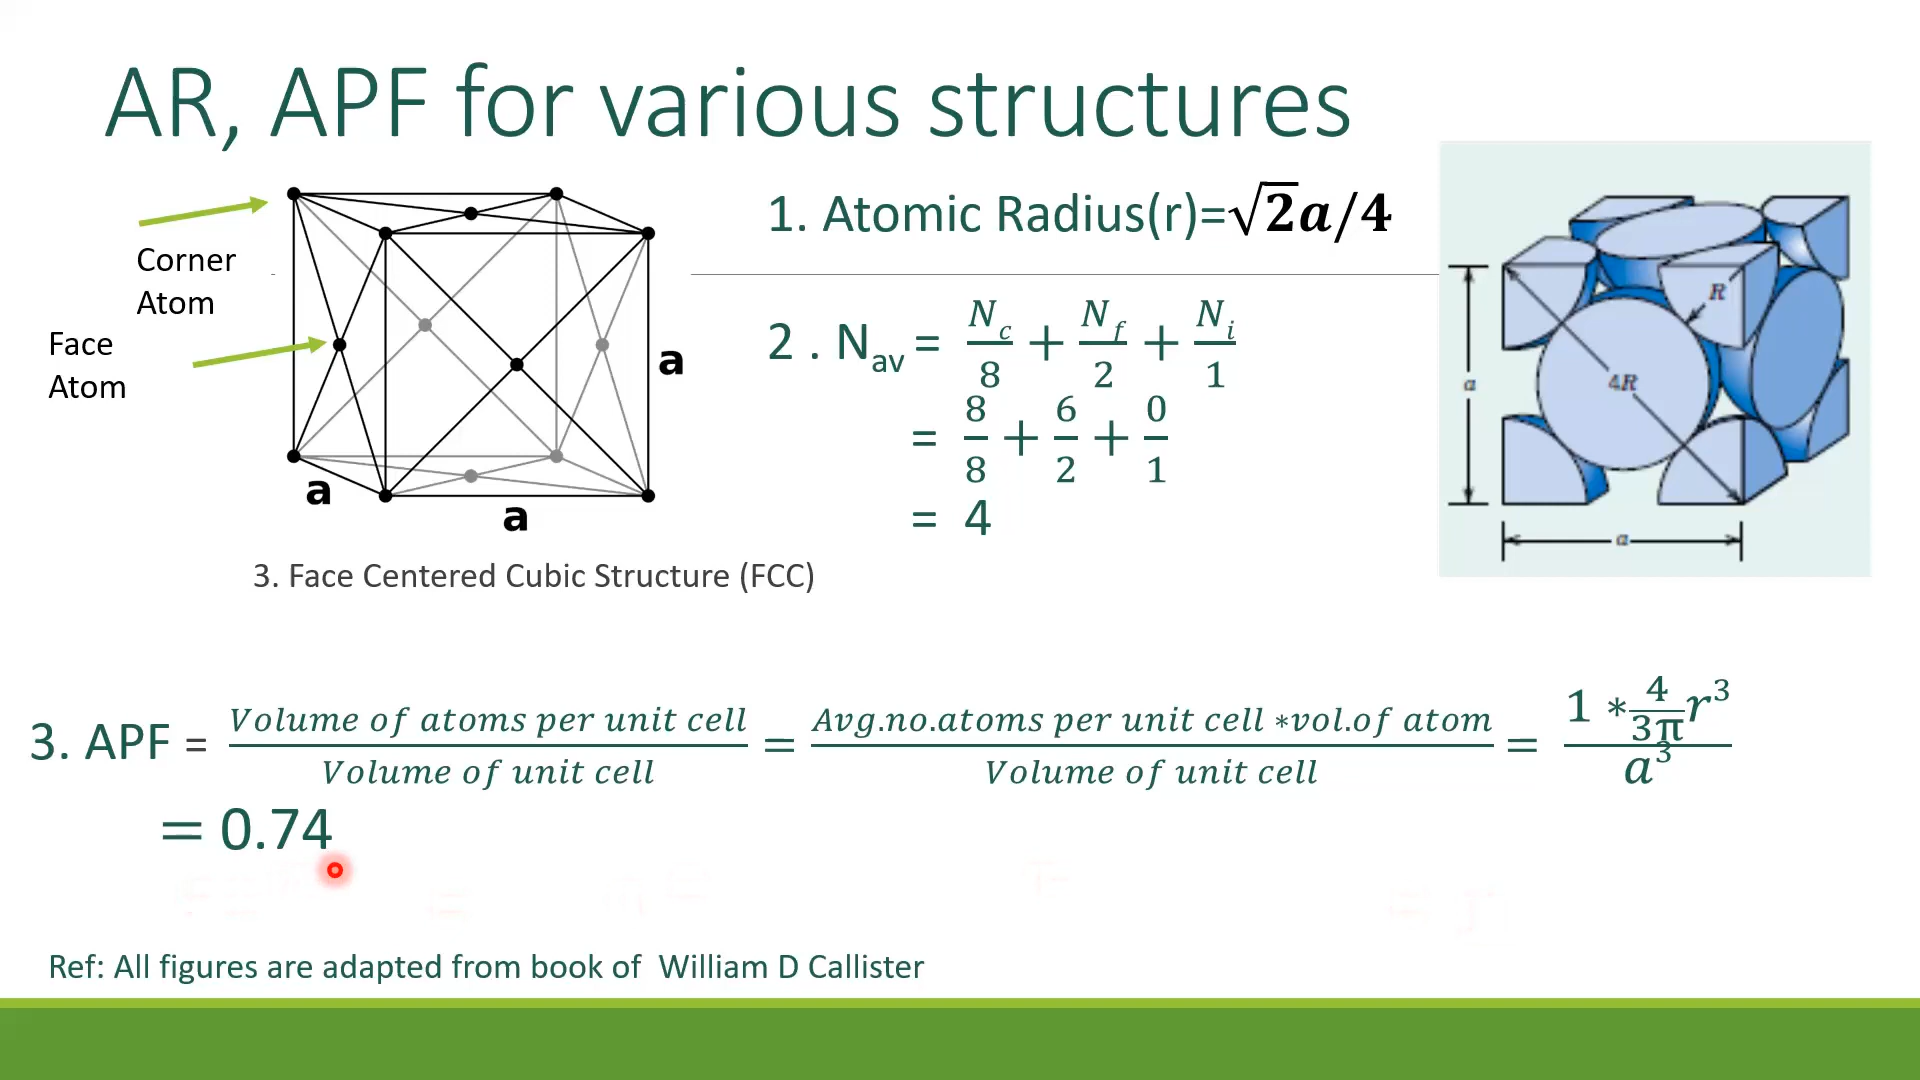 AR, APF for various structures
Corner
Atom
Face
Atom
a
a
a
3. Face Centered Cubic Structure (FCC)
1. Atomic Radius(r)=√2a/4
2 . Nav = Nc/8 + Nf/2 + Ni/1
= 8/8 + 6/2 + 0/1
= 4
R
4R
a
a
3. APF = Volume of atoms per unit cell/Volume of unit cell = Avg.no.atoms per unit cell ∗vol.of atom/Volume of unit cell = 1 ∗ 4/3π r³/a³
= 0.74
Ref: All figures are adapted from book of William D Callister